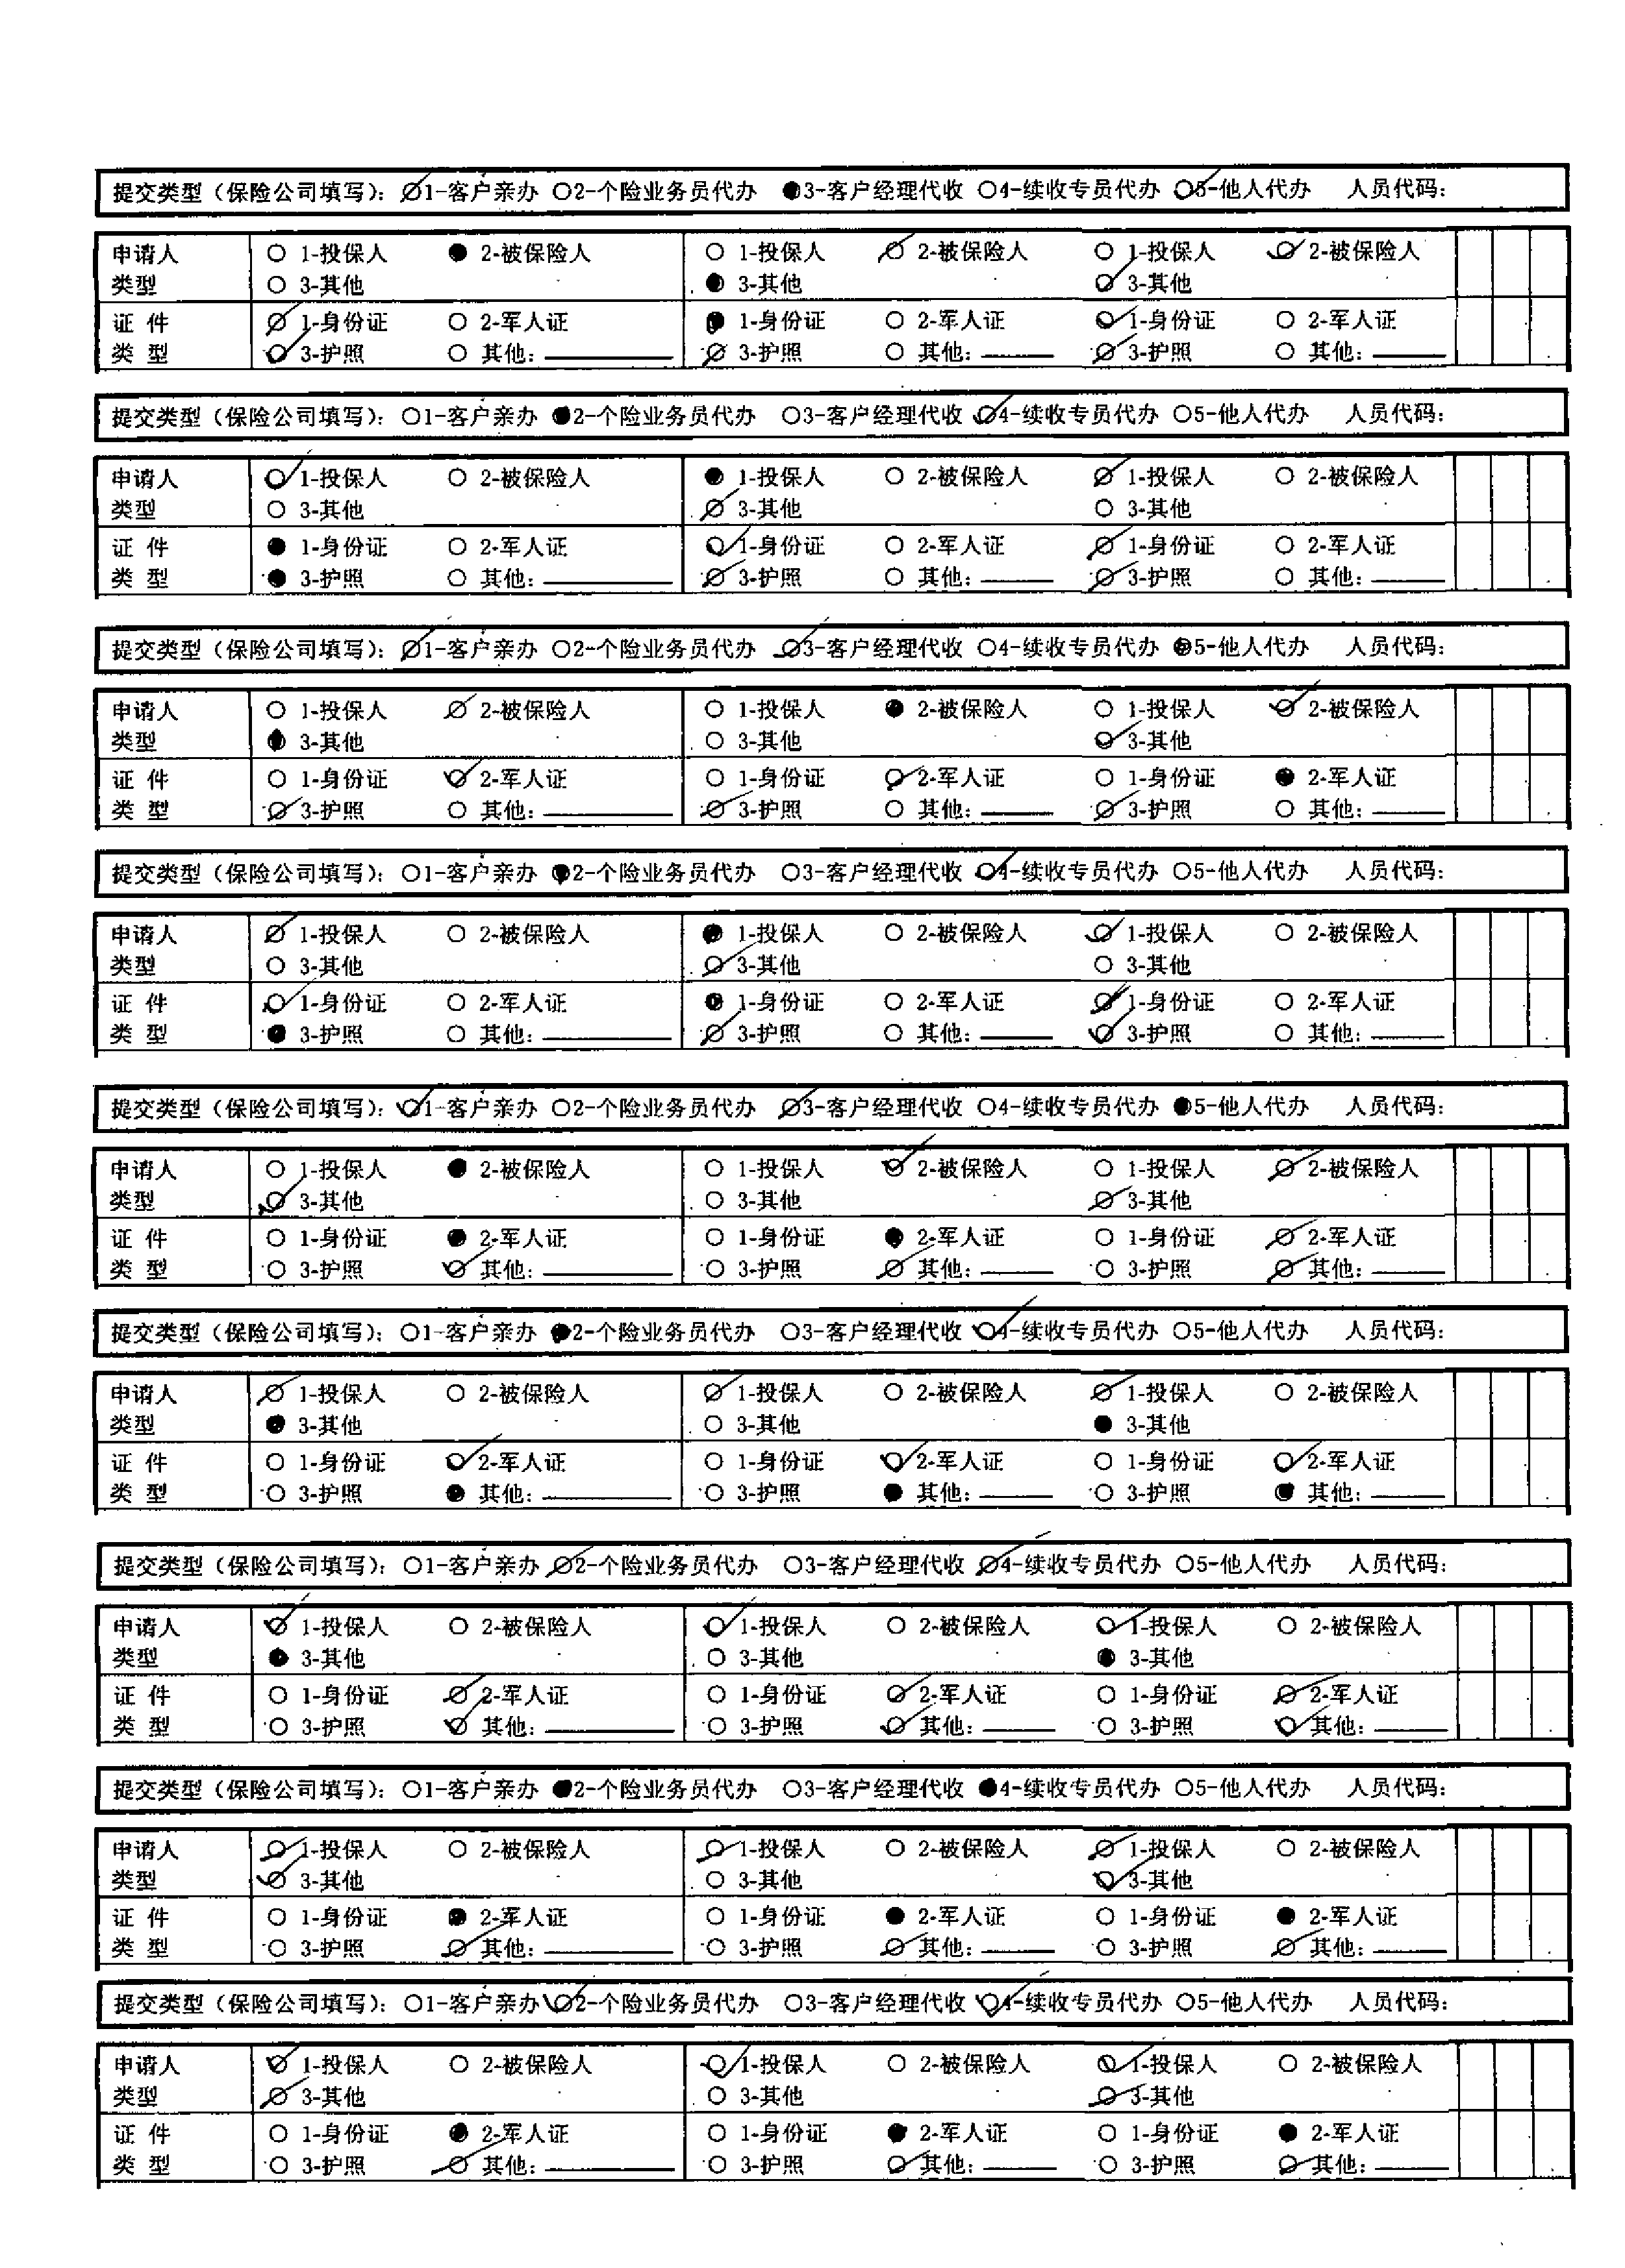 提交类型（保险公司填写）：○1-客户亲办 ○2-个险业务员代办 ●3-客户经理代收 ○4-续收专员代办 ○5-他人代办 人员代码：
申请人 ○ 1-投保人 ● 2-被保险人 ○ 1-投保人 ○ 2-被保险人 ○ 1-投保人 ○ 2-被保险人
类型 ○ 3-其他 ● 3-其他 ○ 3-其他
证 件 ○ 1-身份证 ○ 2-军人证 ● 1-身份证 ○ 2-军人证 ○ 1-身份证 ○ 2-军人证
类 型 ○ 3-护照 ○ 其他：______ ○ 3-护照 ○ 其他：______ ○ 3-护照 ○ 其他：______
提交类型（保险公司填写）：○1-客户亲办 ●2-个险业务员代办 ○3-客户经理代收 ○4-续收专员代办 ○5-他人代办 人员代码：
申请人 ○ 1-投保人 ○ 2-被保险人 ● 1-投保人 ○ 2-被保险人 ○ 1-投保人 ○ 2-被保险人
类型 ○ 3-其他 ○ 3-其他 ○ 3-其他
证 件 ● 1-身份证 ○ 2-军人证 ○ 1-身份证 ○ 2-军人证 ○ 1-身份证 ○ 2-军人证
类 型 ● 3-护照 ○ 其他：______ ○ 3-护照 ○ 其他：______ ○ 3-护照 ○ 其他：______
提交类型（保险公司填写）：○1-客户亲办 ○2-个险业务员代办 ○3-客户经理代收 ○4-续收专员代办 ●5-他人代办 人员代码：
申请人 ○ 1-投保人 ○ 2-被保险人 ○ 1-投保人 ● 2-被保险人 ○ 1-投保人 ○ 2-被保险人
类型 ● 3-其他 ○ 3-其他 ○ 3-其他
证 件 ○ 1-身份证 ○ 2-军人证 ○ 1-身份证 ○ 2-军人证 ○ 1-身份证 ● 2-军人证
类 型 ○ 3-护照 ○ 其他：______ ○ 3-护照 ○ 其他：______ ○ 3-护照 ○ 其他：______
提交类型（保险公司填写）：○1-客户亲办 ●2-个险业务员代办 ○3-客户经理代收 ○4-续收专员代办 ○5-他人代办 人员代码：
申请人 ○ 1-投保人 ○ 2-被保险人 ● 1-投保人 ○ 2-被保险人 ○ 1-投保人 ○ 2-被保险人
类型 ○ 3-其他 ○ 3-其他 ○ 3-其他
证 件 ○ 1-身份证 ○ 2-军人证 ● 1-身份证 ○ 2-军人证 ○ 1-身份证 ○ 2-军人证
类 型 ● 3-护照 ○ 其他：______ ○ 3-护照 ○ 其他：______ ○ 3-护照 ○ 其他：______
提交类型（保险公司填写）：○1-客户亲办 ○2-个险业务员代办 ○3-客户经理代收 ○4-续收专员代办 ●5-他人代办 人员代码：
申请人 ○ 1-投保人 ● 2-被保险人 ○ 1-投保人 ○ 2-被保险人 ○ 1-投保人 ○ 2-被保险人
类型 ○ 3-其他 ○ 3-其他 ○ 3-其他
证 件 ○ 1-身份证 ● 2-军人证 ○ 1-身份证 ● 2-军人证 ○ 1-身份证 ○ 2-军人证
类 型 ○ 3-护照 ○ 其他：______ ○ 3-护照 ○ 其他：______ ○ 3-护照 ○ 其他：______
提交类型（保险公司填写）：○1-客户亲办 ●2-个险业务员代办 ○3-客户经理代收 ○4-续收专员代办 ○5-他人代办 人员代码：
申请人 ○ 1-投保人 ○ 2-被保险人 ○ 1-投保人 ○ 2-被保险人 ○ 1-投保人 ○ 2-被保险人
类型 ● 3-其他 ○ 3-其他 ● 3-其他
证 件 ○ 1-身份证 ○ 2-军人证 ○ 1-身份证 ○ 2-军人证 ○ 1-身份证 ○ 2-军人证
类 型 ○ 3-护照 ● 其他：______ ○ 3-护照 ● 其他：______ ○ 3-护照 ● 其他：______
提交类型（保险公司填写）：○1-客户亲办 ○2-个险业务员代办 ○3-客户经理代收 ○4-续收专员代办 ○5-他人代办 人员代码：
申请人 ○ 1-投保人 ○ 2-被保险人 ○ 1-投保人 ○ 2-被保险人 ○ 1-投保人 ○ 2-被保险人
类型 ● 3-其他 ○ 3-其他 ● 3-其他
证 件 ○ 1-身份证 ○ 2-军人证 ○ 1-身份证 ○ 2-军人证 ○ 1-身份证 ○ 2-军人证
类 型 ○ 3-护照 ○ 其他：______ ○ 3-护照 ○ 其他：______ ○ 3-护照 ○ 其他：______
提交类型（保险公司填写）：○1-客户亲办 ●2-个险业务员代办 ○3-客户经理代收 ●4-续收专员代办 ○5-他人代办 人员代码：
申请人 ○ 1-投保人 ○ 2-被保险人 ○ 1-投保人 ○ 2-被保险人 ○ 1-投保人 ○ 2-被保险人
类型 ○ 3-其他 ○ 3-其他 ○ 3-其他
证 件 ○ 1-身份证 ● 2-军人证 ○ 1-身份证 ● 2-军人证 ○ 1-身份证 ● 2-军人证
类 型 ○ 3-护照 ○ 其他：______ ○ 3-护照 ○ 其他：______ ○ 3-护照 ○ 其他：______
提交类型（保险公司填写）：○1-客户亲办 ○2-个险业务员代办 ○3-客户经理代收 ○4-续收专员代办 ○5-他人代办 人员代码：
申请人 ○ 1-投保人 ○ 2-被保险人 ○ 1-投保人 ○ 2-被保险人 ○ 1-投保人 ○ 2-被保险人
类型 ○ 3-其他 ○ 3-其他 ○ 3-其他
证 件 ○ 1-身份证 ● 2-军人证 ○ 1-身份证 ● 2-军人证 ○ 1-身份证 ● 2-军人证
类 型 ○ 3-护照 ○ 其他：______ ○ 3-护照 ○ 其他：______ ○ 3-护照 ○ 其他：______